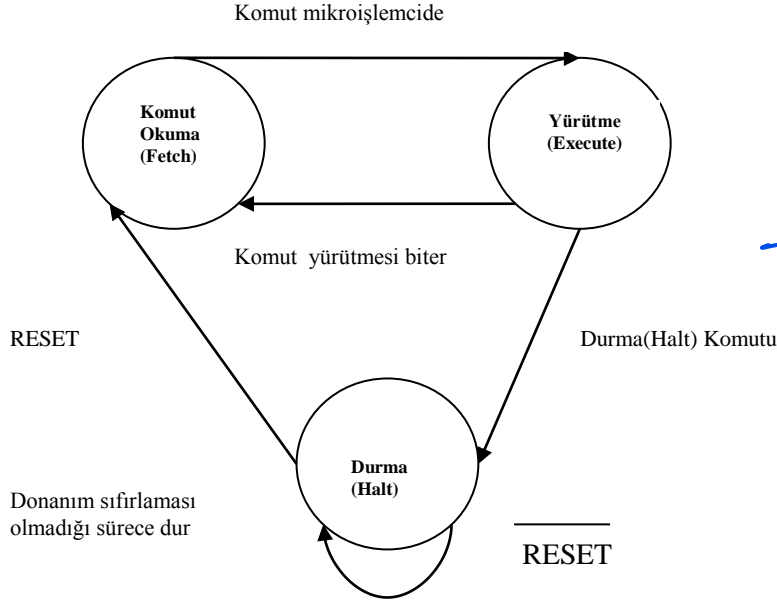 Komut mikroişlemcide
Komut
Okuma
(Fetch)
Yürütme
(Execute)
Komut yürütmesi biter
RESET
Durma(Halt) Komutu
Durma
(Halt)
Donanım sıfırlaması
olmadığı sürece dur
RESET